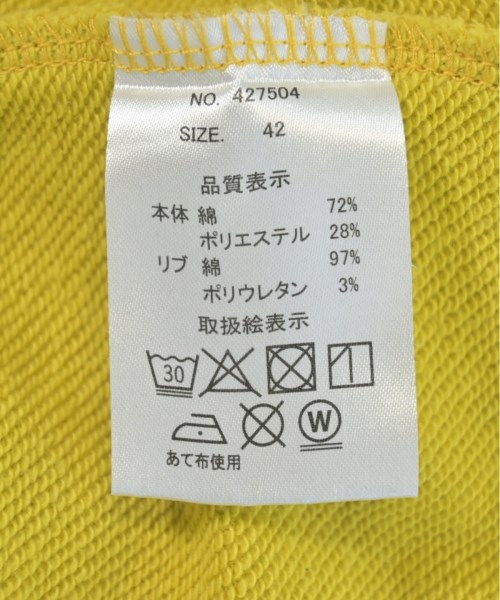 NO. 427504
SIZE. 42
品質表示
本体 綿 72%
ポリエステル 28%
リブ 綿 97%
ポリウレタン 3%
取扱絵表示
30
W
あて布使用